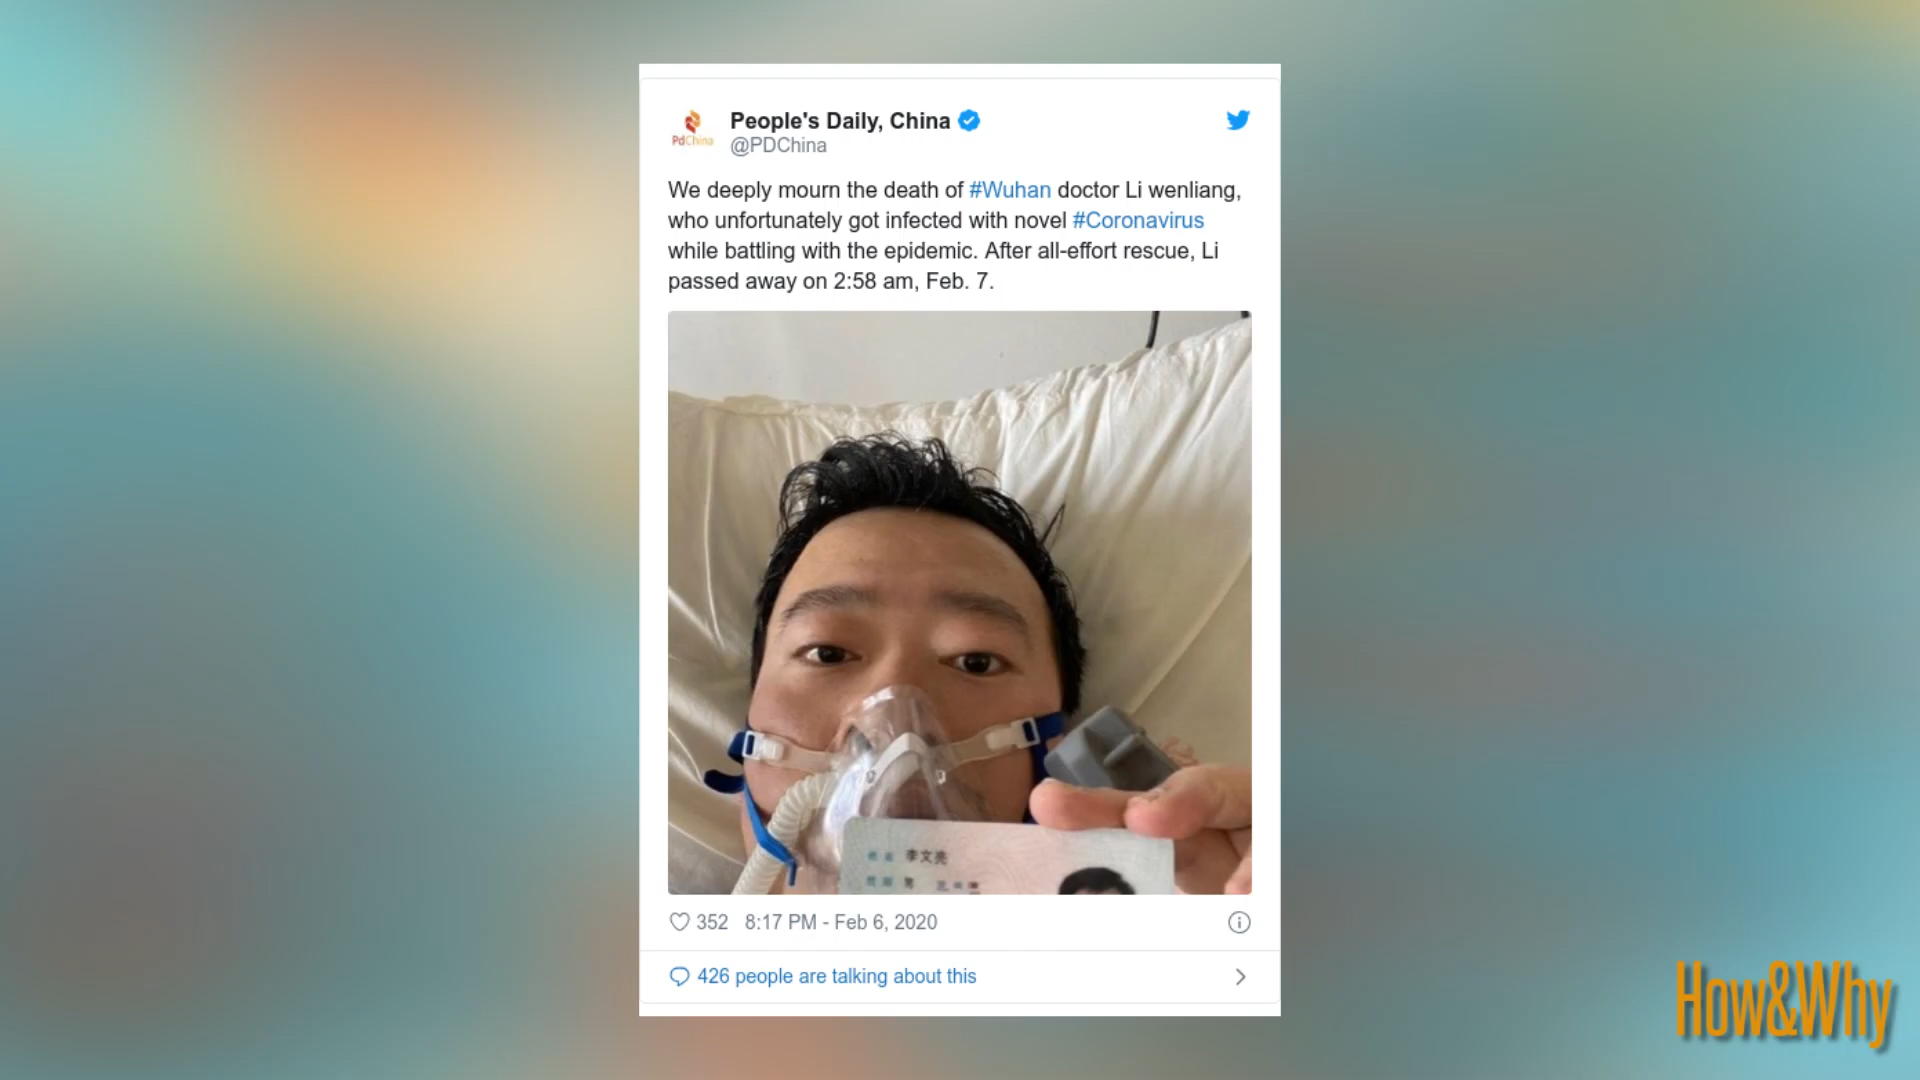 People's Daily, China
@PDChina
PdChina
We deeply mourn the death of #Wuhan doctor Li wenliang,
who unfortunately got infected with novel #Coronavirus
while battling with the epidemic. After all-effort rescue, Li
passed away on 2:58 am, Feb. 7.
李文亮
352 8:17 PM - Feb 6, 2020
426 people are talking about this
How&Why